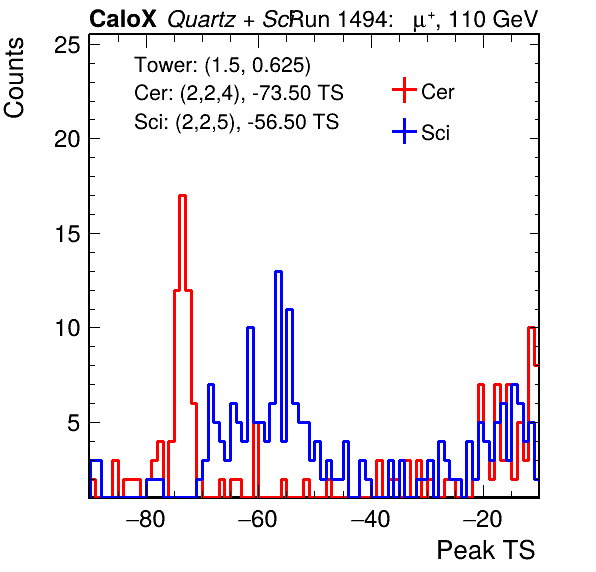 CaloX Quartz + Sci Run 1494: μ⁺, 110 GeV
Counts
25
20
15
10
5
Tower: (1.5, 0.625)
Cer: (2,2,4), -73.50 TS
Sci: (2,2,5), -56.50 TS
Cer
Sci
−80 −60 −40 −20
Peak TS